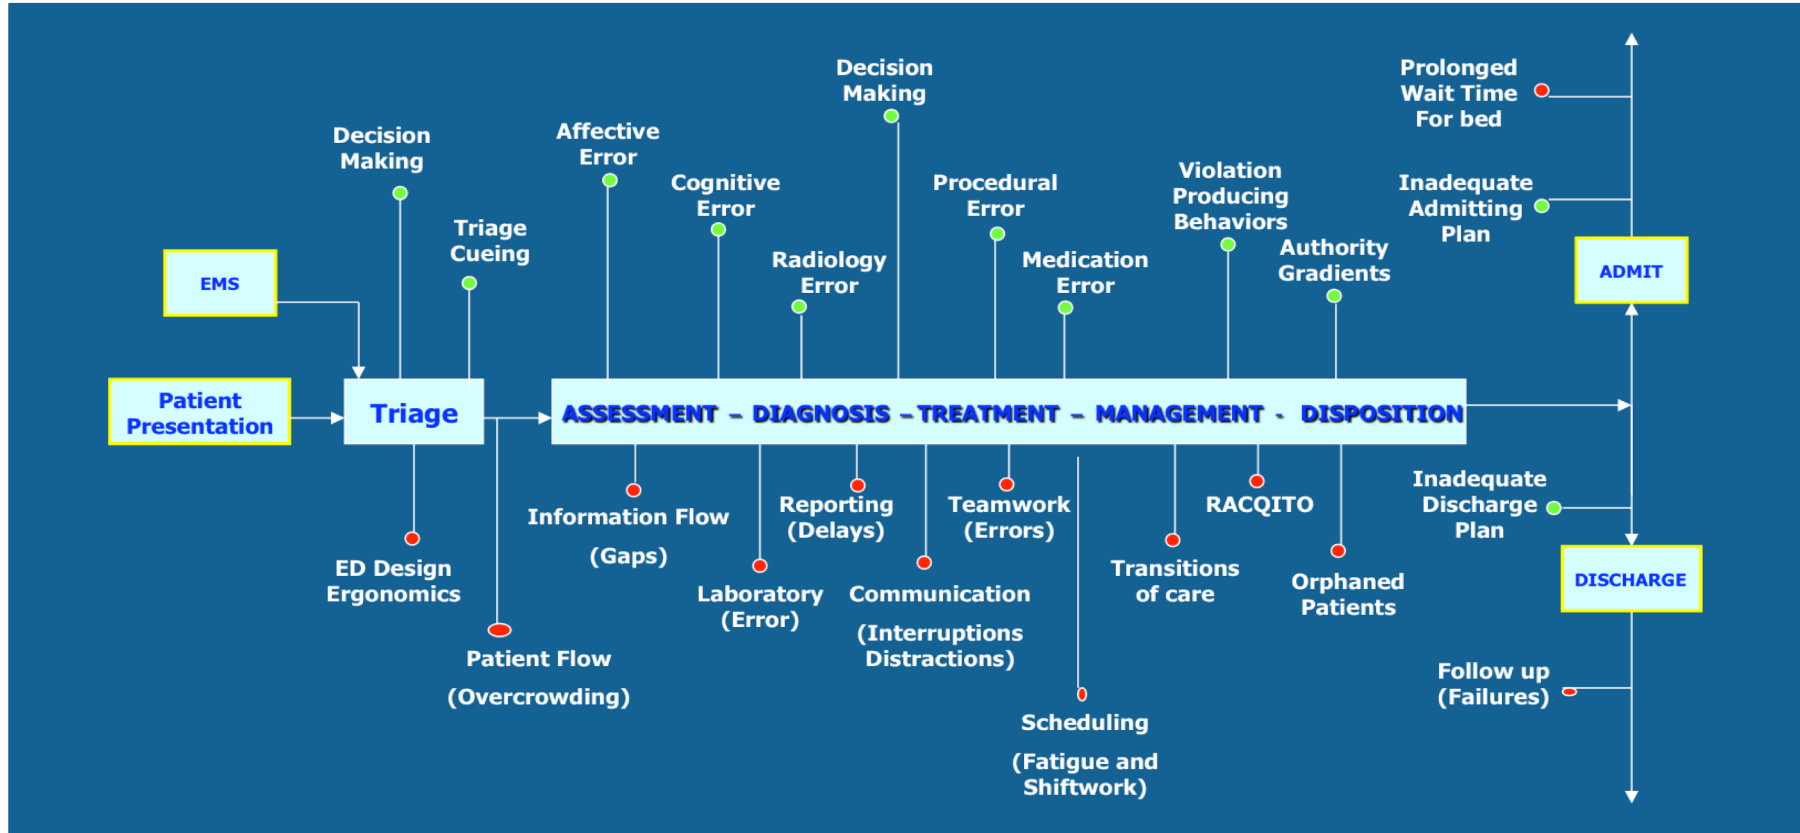 Decision
Making
Prolonged
Wait Time
For bed
Decision
Making
Affective
Error
Cognitive
Error
Procedural
Error
Violation
Producing
Behaviors
Inadequate
Admitting
Plan
Triage
Cueing
Radiology
Error
Medication
Error
Authority
Gradients
EMS
ADMIT
Patient
Presentation
Triage
ASSESSMENT – DIAGNOSIS – TREATMENT – MANAGEMENT - DISPOSITION
Information Flow
(Gaps)
Reporting
(Delays)
Teamwork
(Errors)
RACQITO
Inadequate
Discharge
Plan
ED Design
Ergonomics
Laboratory
(Error)
Communication
(Interruptions
Distractions)
Transitions
of care
Orphaned
Patients
DISCHARGE
Patient Flow
(Overcrowding)
Scheduling
(Fatigue and
Shiftwork)
Follow up
(Failures)